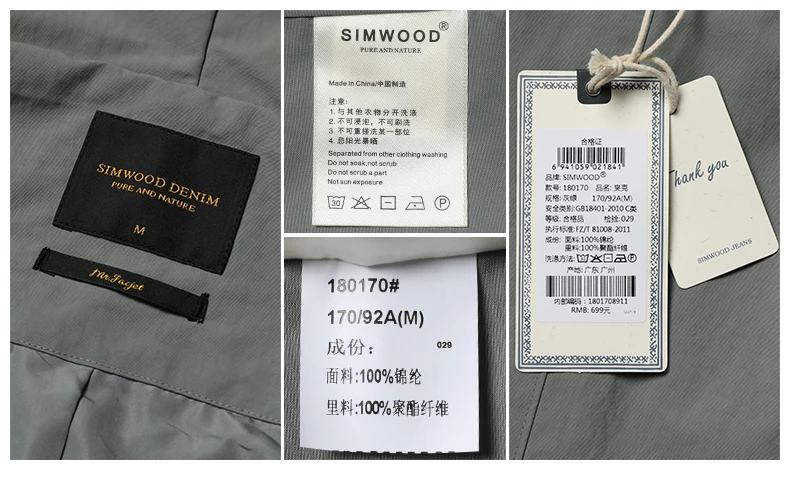 SIMWOOD DENIM
PURE AND NATURE
M
Mr.Jacjet
SIMWOOD®
PURE AND NATURE
Made in China/中国制造
注意:
1. 与其他衣物分开洗涤
2. 不可浸泡，不可刷洗
3. 不可重搓洗某一部位
4. 忌阳光暴晒
Separated from other clothing washing
Do not soak,not scrub
Do not scrub a part
Not sun exposure
30
P
180170#
170/92A(M)
成份：
029
面料:100%锦纶
里料:100%聚酯纤维
合格证
6 941059 021841
品牌: SIMWOOD®
款号: 180170 品名: 夹克
规格: 灰绿 170/92A(M)
安全类别: GB18401-2010 C类
等级: 合格品 检验: 029
执行标准: FZ/T 81008-2011
成份: 面料:100%锦纶
里料:100%聚酯纤维
洗涤方法:
产地: 广东 广州
内部编码: 1801708911
RMB: 699元
Thank you
SIMWOOD JEANS